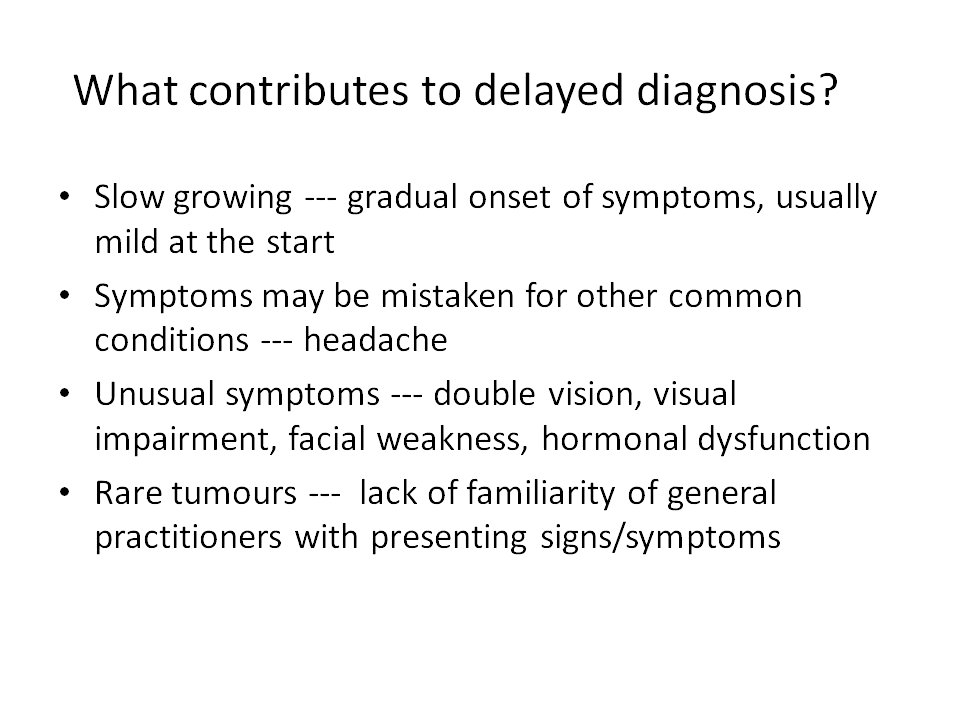 What contributes to delayed diagnosis?
• Slow growing --- gradual onset of symptoms, usually
mild at the start
• Symptoms may be mistaken for other common
conditions --- headache
• Unusual symptoms --- double vision, visual
impairment, facial weakness, hormonal dysfunction
• Rare tumours ---  lack of familiarity of general
practitioners with presenting signs/symptoms